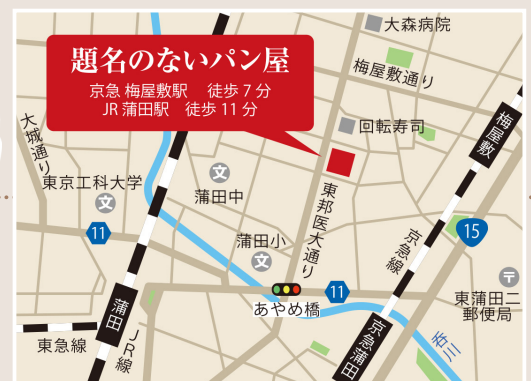 大森病院
題名のないパン屋
京急 梅屋敷駅　徒歩 7 分
JR 蒲田駅　徒歩 11 分
梅屋敷通り
回転寿司
梅屋敷
大城通り
東京工科大学
文
文
蒲田中
東邦医大通り
京急線
15
11
蒲田小
文
11
あやめ橋
〒
東蒲田二
郵便局
蒲田
JR線
東急線
京急蒲田
呑川